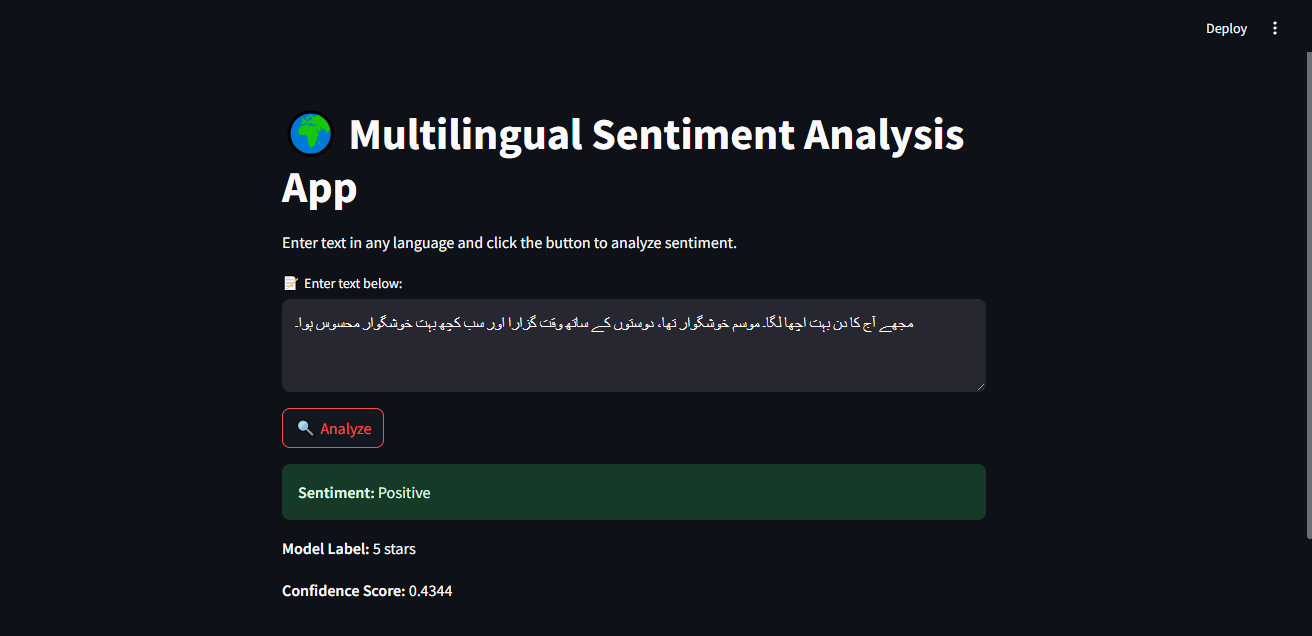 Deploy
🌍 Multilingual Sentiment Analysis
App
Enter text in any language and click the button to analyze sentiment.
📝 Enter text below:
مجھے آج کا دن بہت اچھا لگا۔ موسم خوشگوار تھا، دوستوں کے ساتھ وقت گزارا اور سب کچھ بہت خوشگوار محسوس ہوا۔
🔍 Analyze
Sentiment: Positive
Model Label: 5 stars
Confidence Score: 0.4344